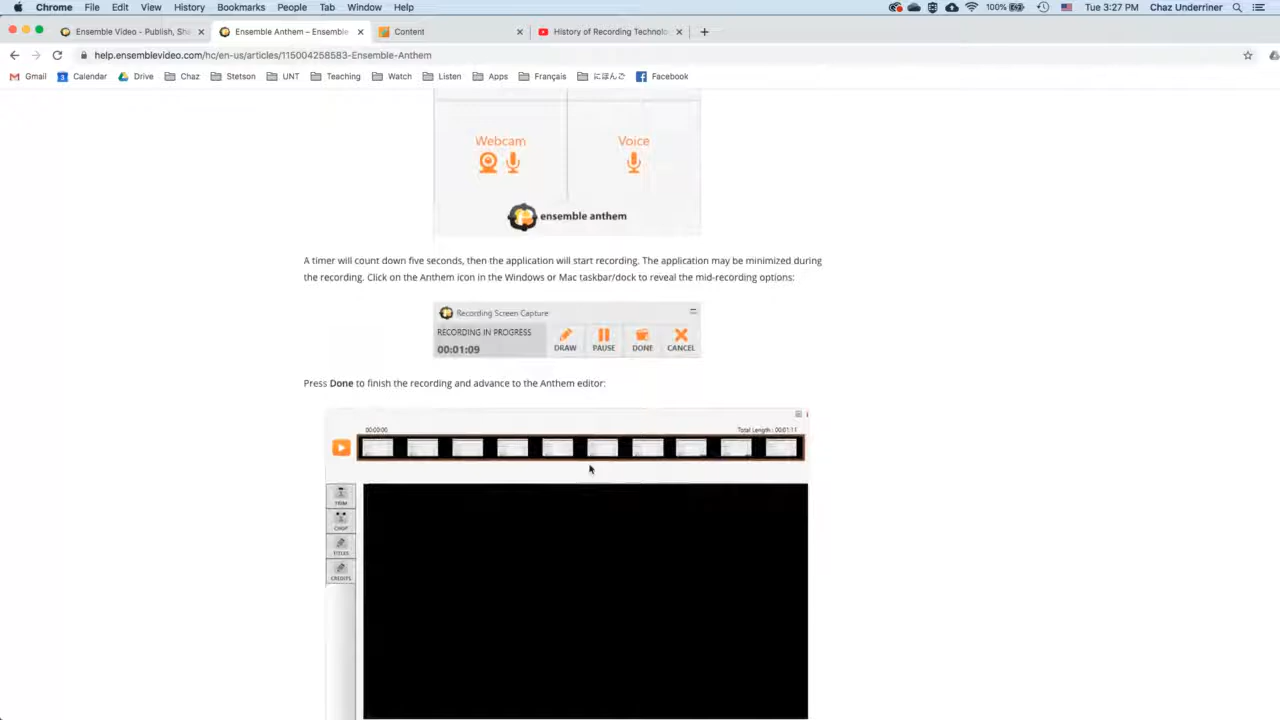 Chrome File Edit View History Bookmarks People Tab Window Help 100% Tue 3:27 PM Chaz Underriner
Ensemble Video - Publish, Sha Ensemble Anthem – Ensemble Content History of Recording Technolo
help.ensemblevideo.com/hc/en-us/articles/115004258583-Ensemble-Anthem
Gmail Calendar Drive Chaz Stetson UNT Teaching Watch Listen Apps Français にほんご Facebook
Webcam Voice
ensemble anthem
A timer will count down five seconds, then the application will start recording. The application may be minimized during
the recording. Click on the Anthem icon in the Windows or Mac taskbar/dock to reveal the mid-recording options:
Recording Screen Capture
RECORDING IN PROGRESS
00:01:09
DRAW PAUSE DONE CANCEL
Press Done to finish the recording and advance to the Anthem editor:
00:00:00 Total Length : 00:01:11
TRIM
CHOP
TITLES
CREDITS